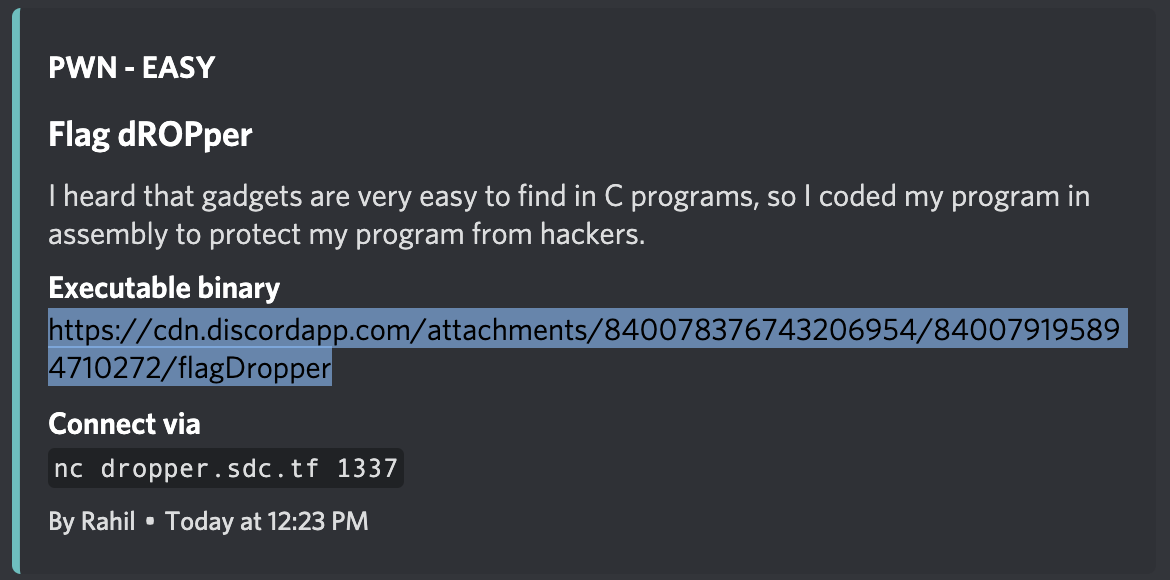 PWN - EASY
Flag dROPper
I heard that gadgets are very easy to find in C programs, so I coded my program in
assembly to protect my program from hackers.
Executable binary
https://cdn.discordapp.com/attachments/840078376743206954/84007919589
4710272/flagDropper
Connect via
nc dropper.sdc.tf 1337
By Rahil • Today at 12:23 PM